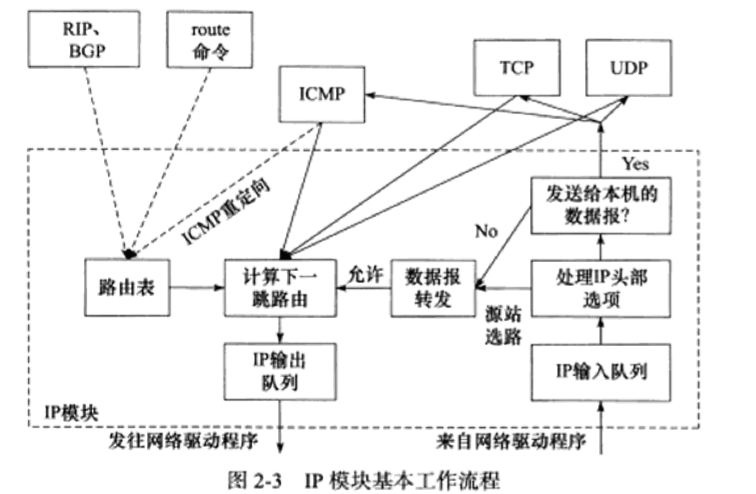 RIP、
BGP
route
命令
TCP
UDP
ICMP
Yes
ICMP重定向
发送给本机的
数据报?
No
路由表
计算下一
跳路由
允许
数据报
转发
处理IP头部
选项
源站
选路
IP输出
队列
IP输入队列
IP模块
发往网络驱动程序
来自网络驱动程序
图 2-3 IP 模块基本工作流程